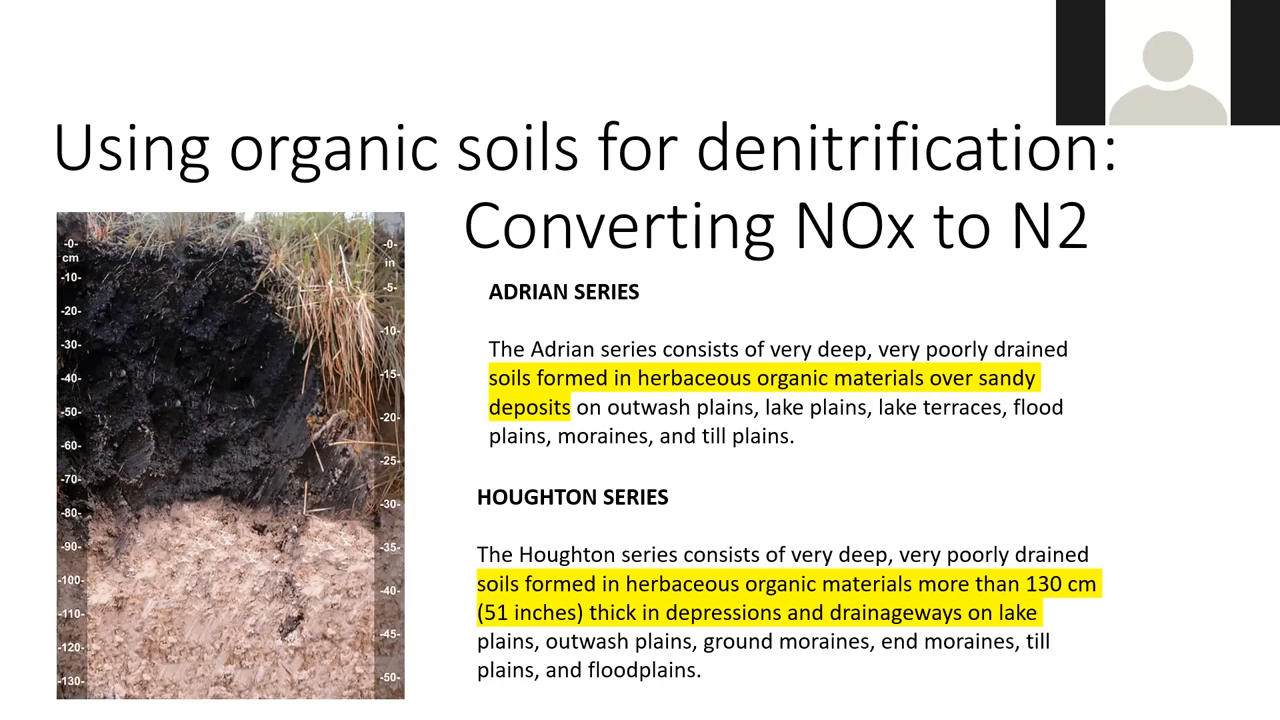 Using organic soils for denitrification:
Converting NOx to N2
-0- -0-
cm in
-10- -5-
-20- -10-
-30- -15-
-40- -20-
-50- -25-
-60- -30-
-70- -35-
-80- -40-
-90- -45-
-100- -50-
-110-
-120-
-130-
ADRIAN SERIES
The Adrian series consists of very deep, very poorly drained
soils formed in herbaceous organic materials over sandy
deposits on outwash plains, lake plains, lake terraces, flood
plains, moraines, and till plains.
HOUGHTON SERIES
The Houghton series consists of very deep, very poorly drained
soils formed in herbaceous organic materials more than 130 cm
(51 inches) thick in depressions and drainageways on lake
plains, outwash plains, ground moraines, end moraines, till
plains, and floodplains.